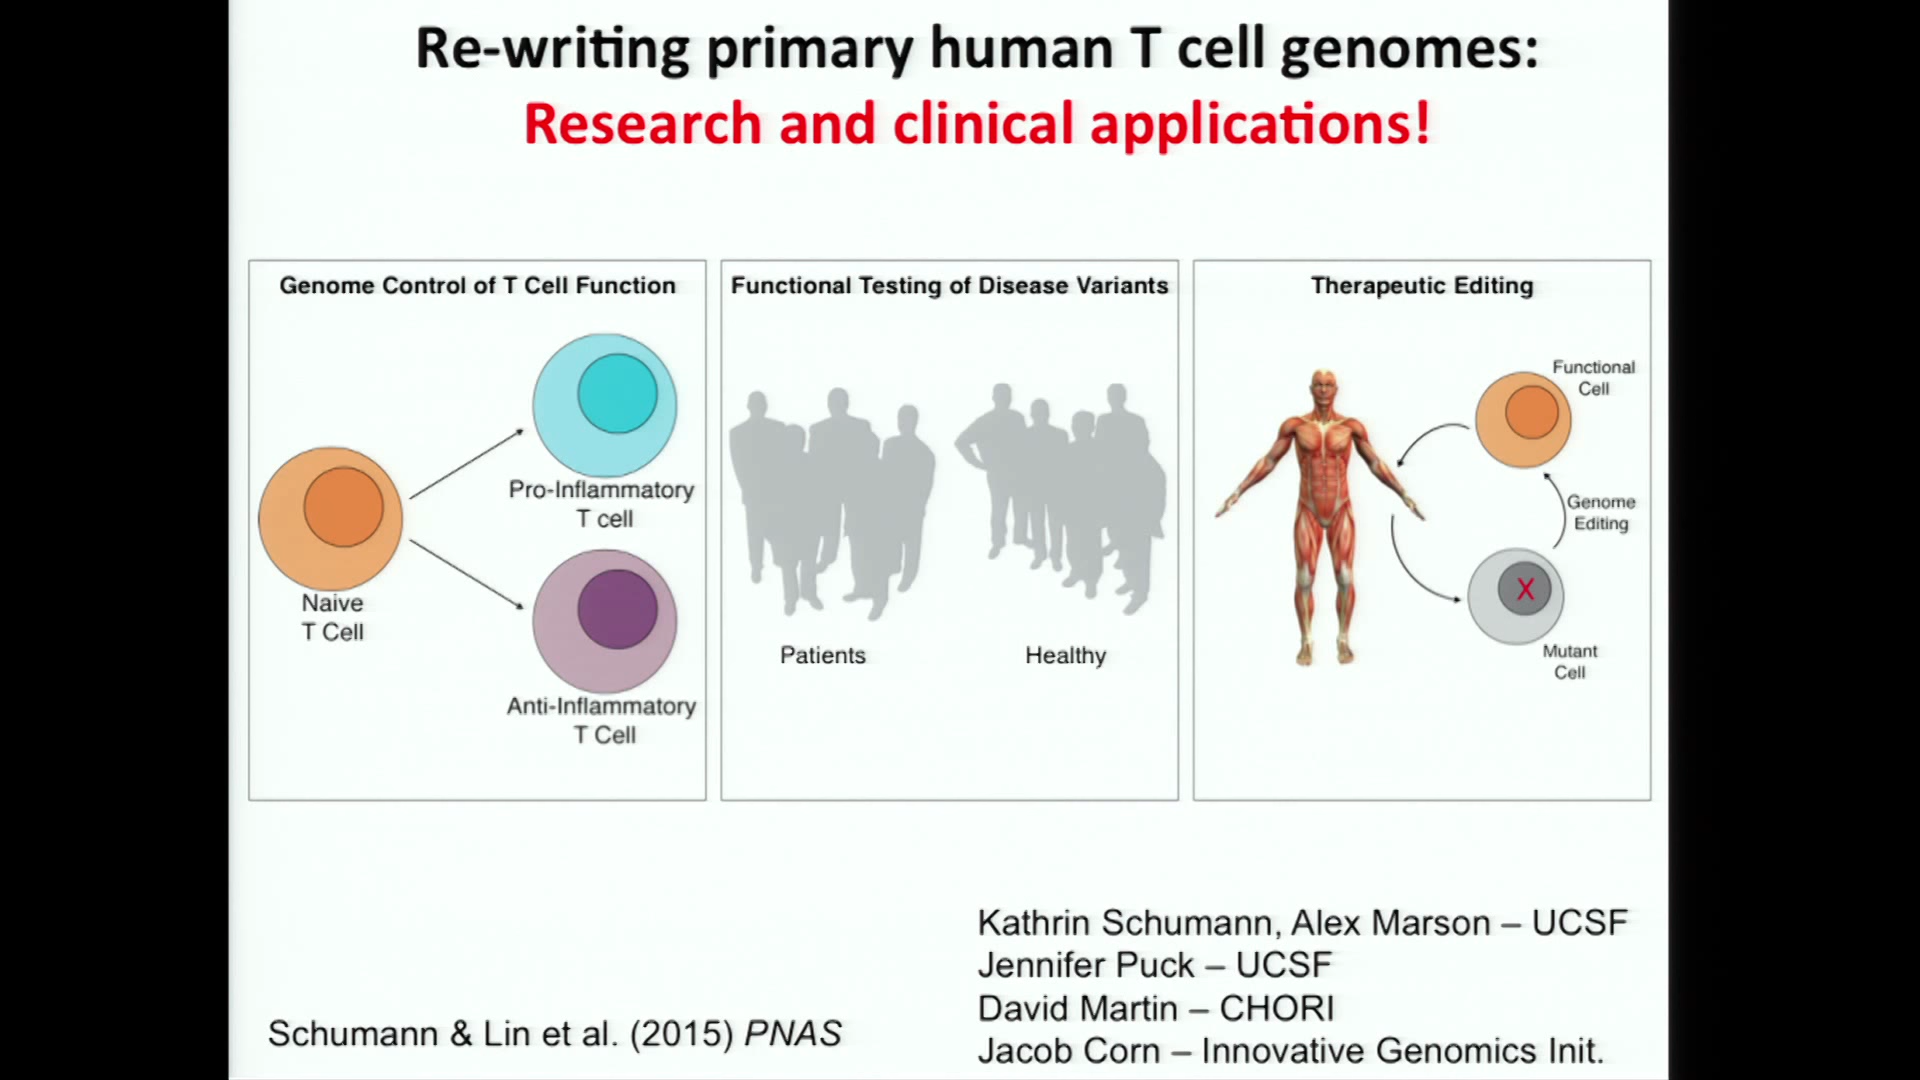 Re-writing primary human T cell genomes:
Research and clinical applications!
Genome Control of T Cell Function
Naive
T Cell
Pro-Inflammatory
T cell
Anti-Inflammatory
T Cell
Functional Testing of Disease Variants
Patients
Healthy
Therapeutic Editing
Functional
Cell
Genome
Editing
X
Mutant
Cell
Schumann & Lin et al. (2015) PNAS
Kathrin Schumann, Alex Marson – UCSF
Jennifer Puck – UCSF
David Martin – CHORI
Jacob Corn – Innovative Genomics Init.